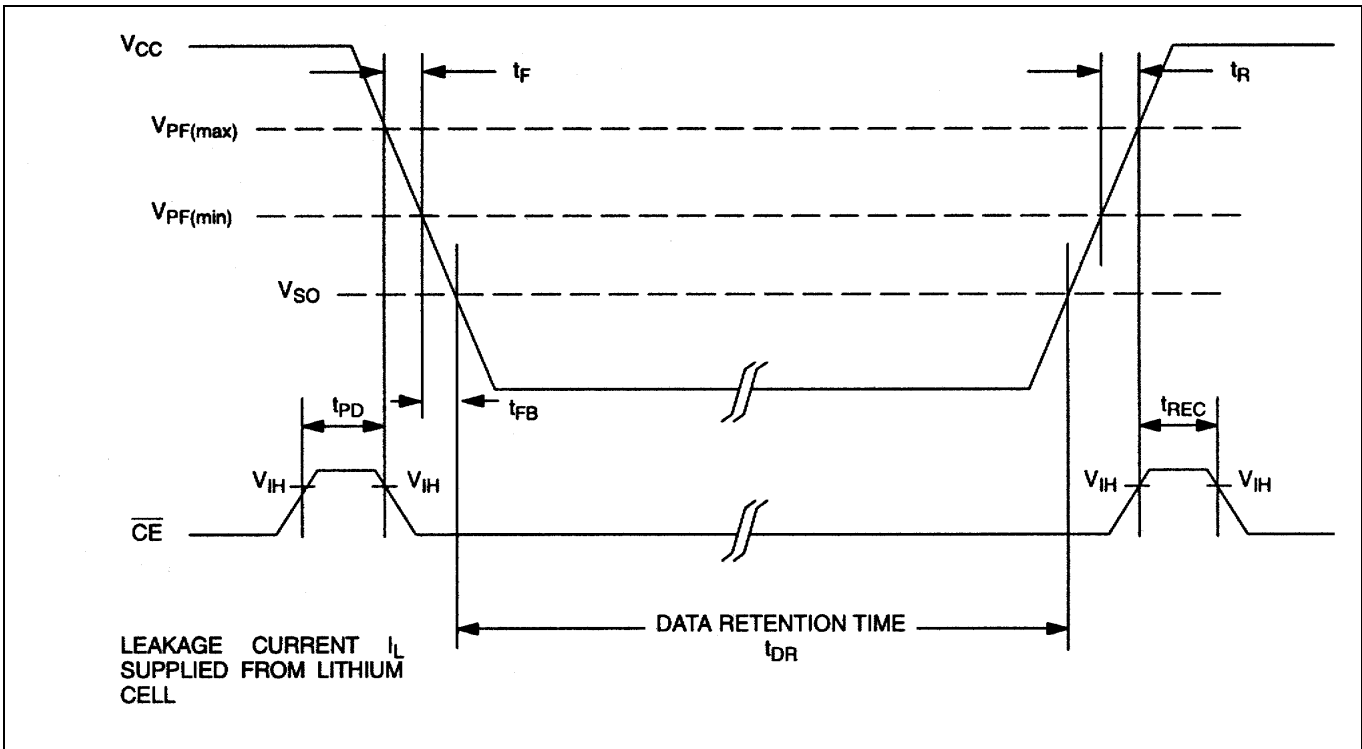 VCC
tF
tR
VPF(max)
VPF(min)
VSO
tPD
tFB
tREC
VIH
VIH
VIH
VIH
CE
DATA RETENTION TIME
tDR
LEAKAGE CURRENT IL
SUPPLIED FROM LITHIUM
CELL